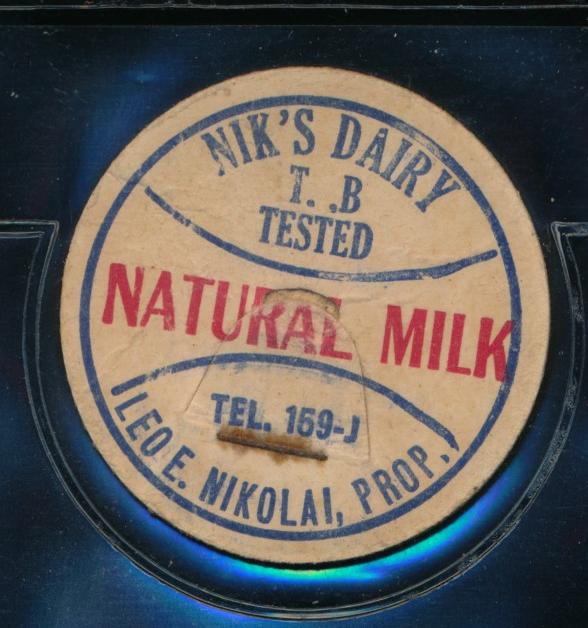 NIK'S DAIRY
T. .B
TESTED
NATURAL MILK
TEL. 159-J
LEO E. NIKOLAI, PROP.